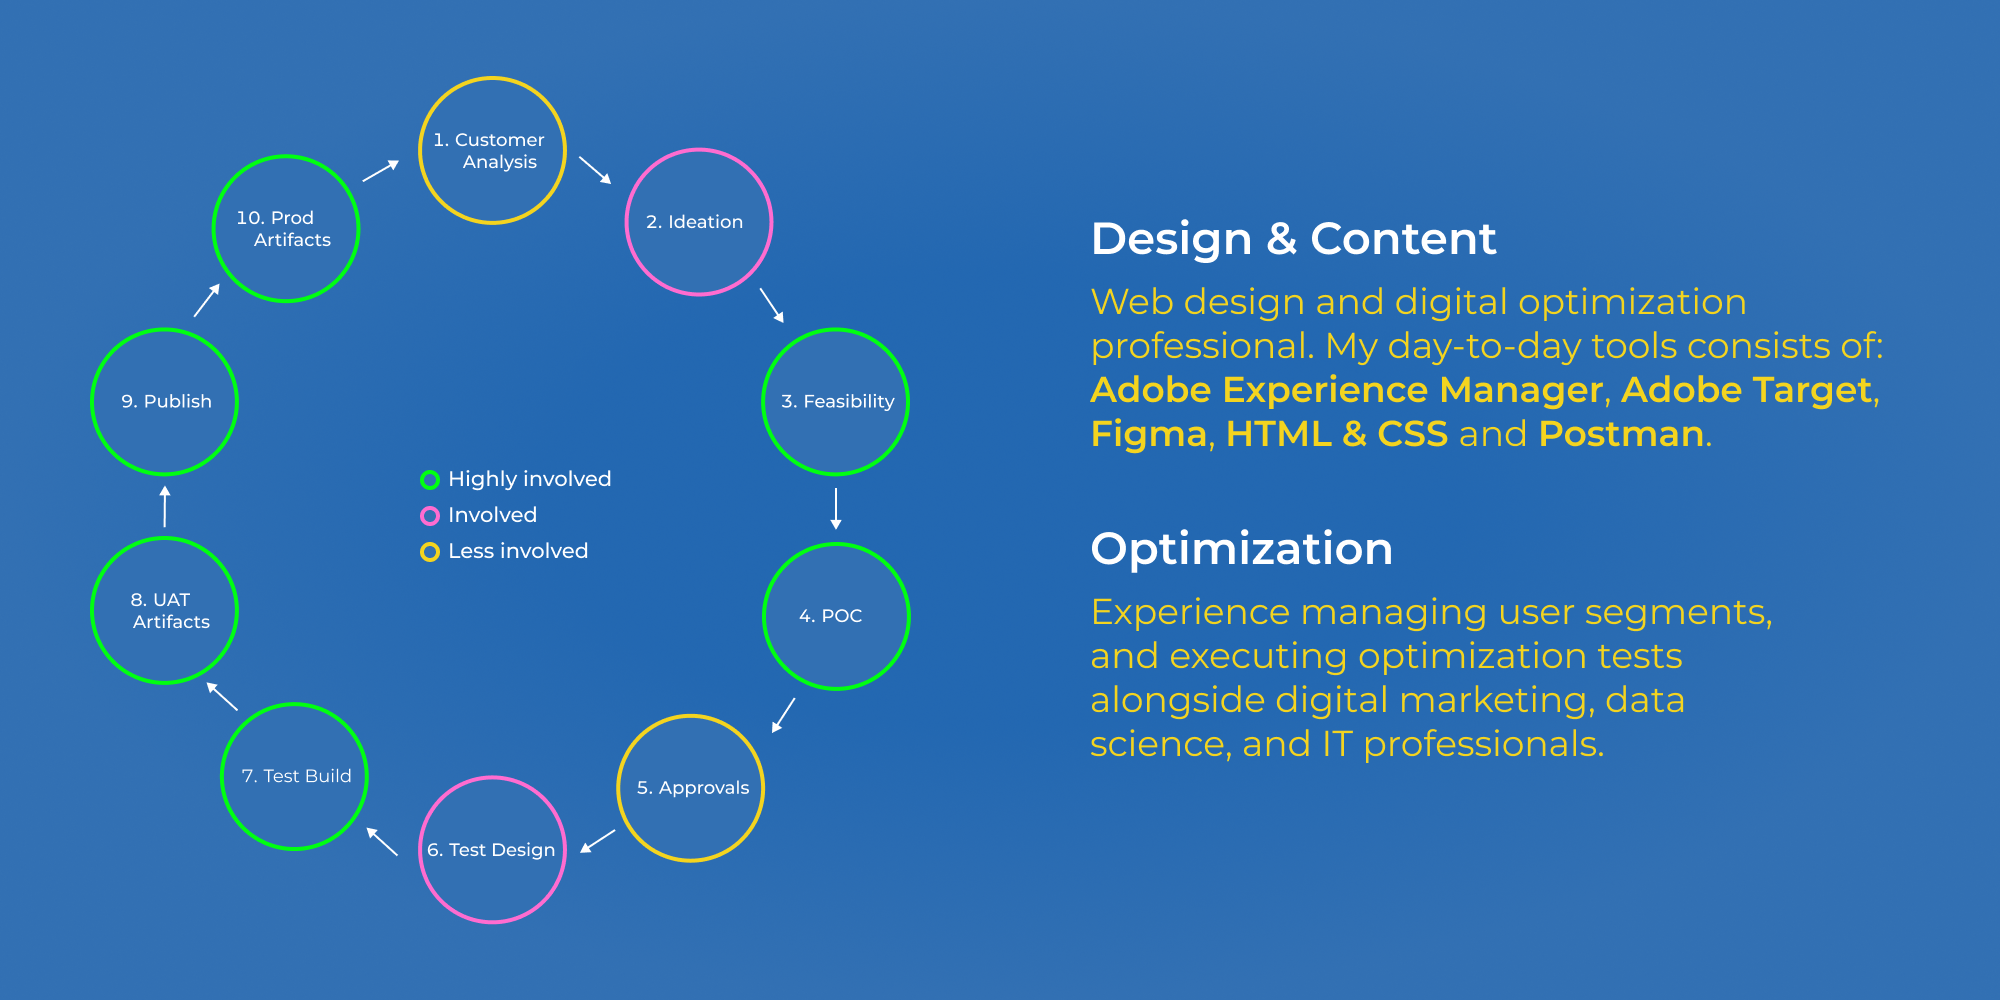 1. Customer
Analysis
2. Ideation
3. Feasibility
4. POC
5. Approvals
6. Test Design
7. Test Build
8. UAT
Artifacts
9. Publish
10. Prod
Artifacts
Highly involved
Involved
Less involved
Design & Content
Web design and digital optimization
professional. My day-to-day tools consists of:
Adobe Experience Manager, Adobe Target,
Figma, HTML & CSS and Postman.
Optimization
Experience managing user segments,
and executing optimization tests
alongside digital marketing, data
science, and IT professionals.